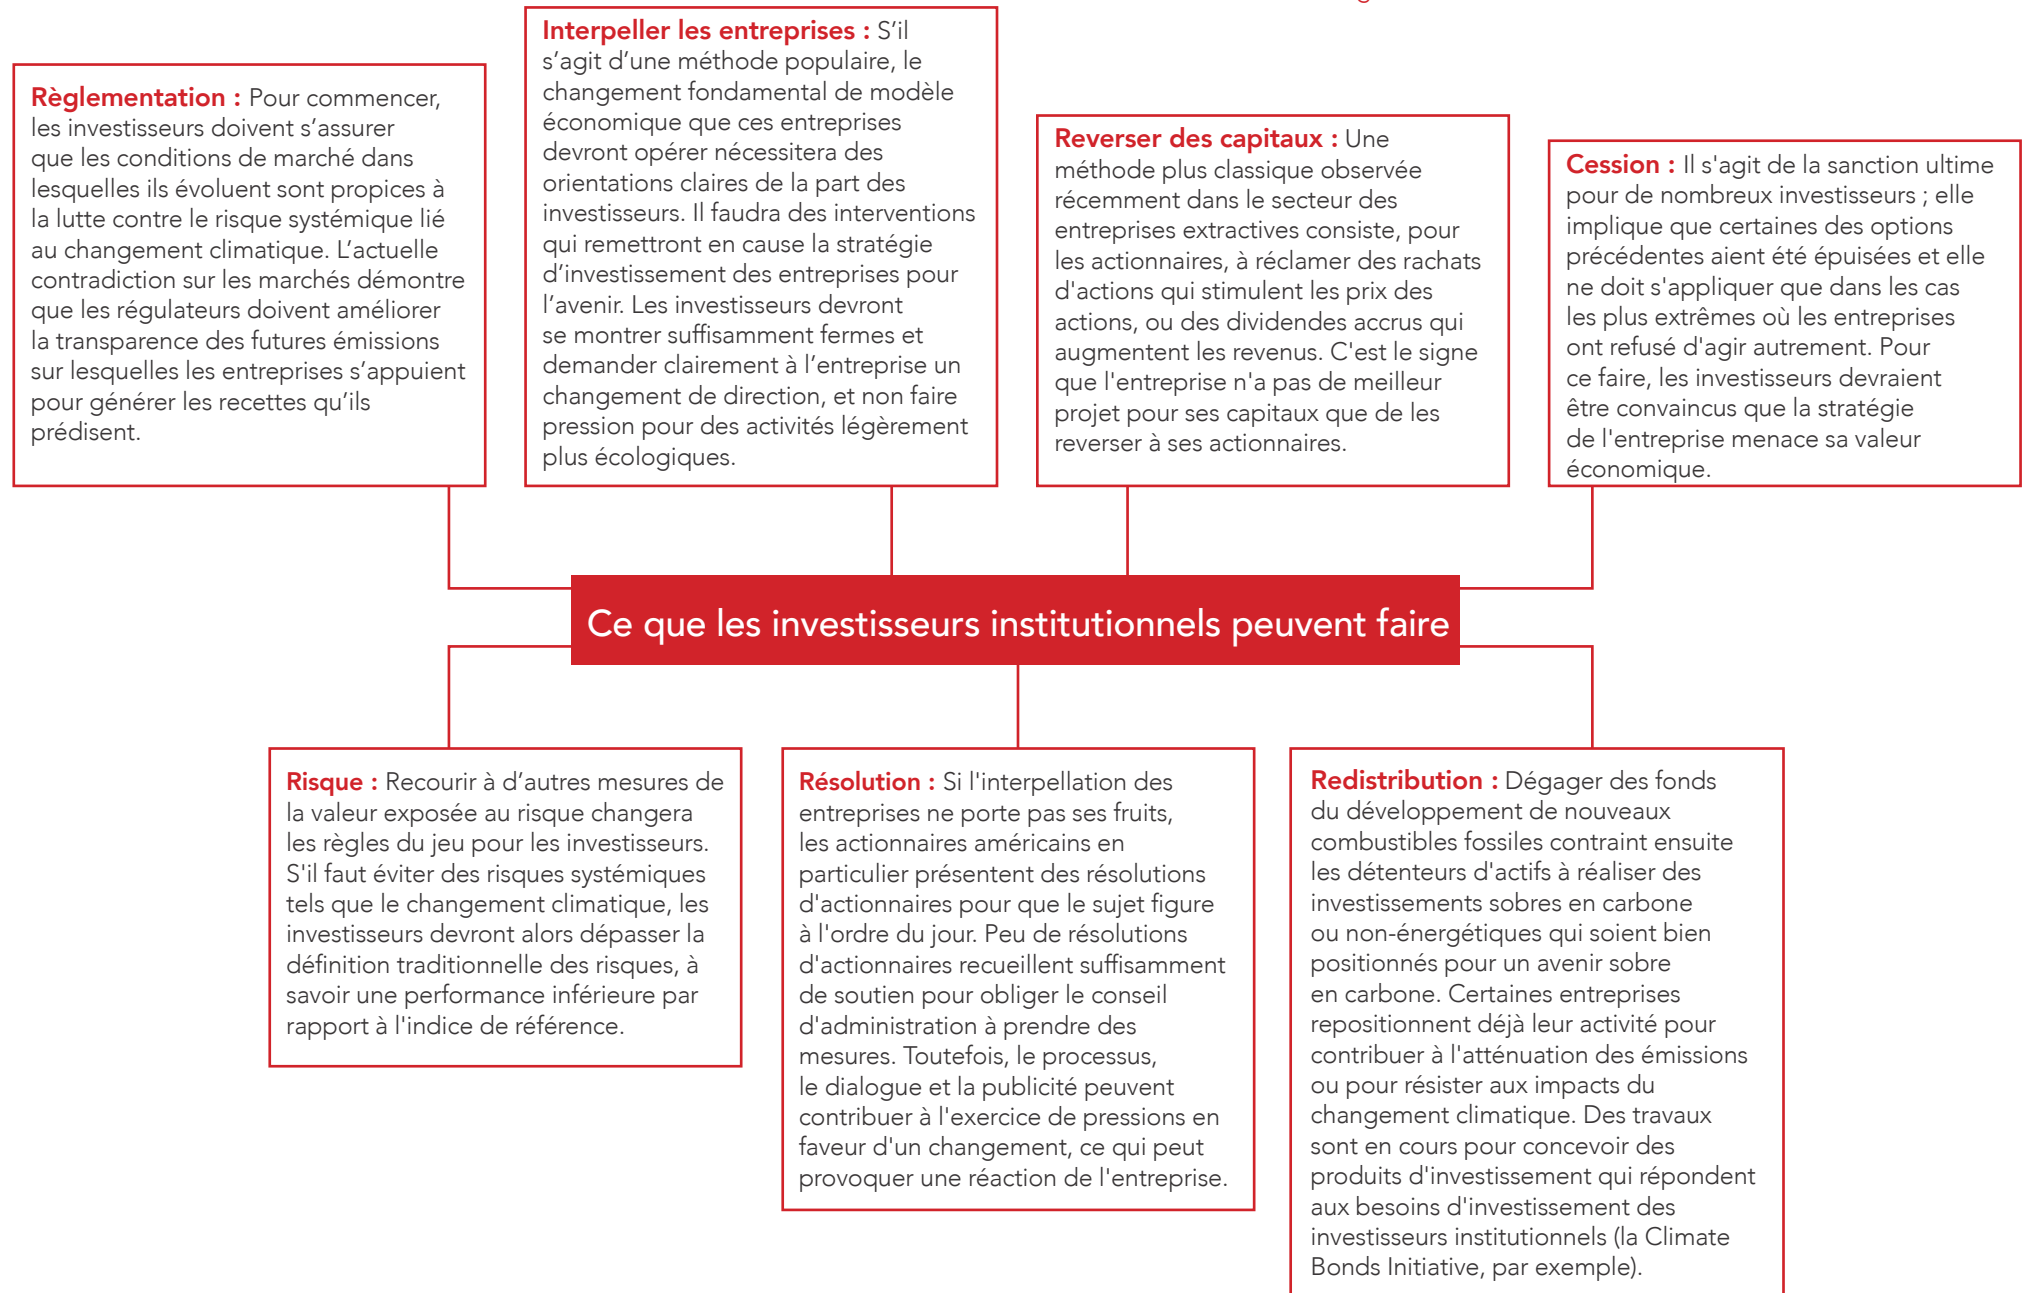 Règlementation : Pour commencer,
les investisseurs doivent s’assurer
que les conditions de marché dans
lesquelles ils évoluent sont propices à
la lutte contre le risque systémique lié
au changement climatique. L’actuelle
contradiction sur les marchés démontre
que les régulateurs doivent améliorer
la transparence des futures émissions
sur lesquelles les entreprises s’appuient
pour générer les recettes qu’ils
prédisent.
Interpeller les entreprises : S’il
s’agit d’une méthode populaire, le
changement fondamental de modèle
économique que ces entreprises
devront opérer nécessitera des
orientations claires de la part des
investisseurs. Il faudra des interventions
qui remettront en cause la stratégie
d’investissement des entreprises pour
l’avenir. Les investisseurs devront
se montrer suffisamment fermes et
demander clairement à l’entreprise un
changement de direction, et non faire
pression pour des activités légèrement
plus écologiques.
Reverser des capitaux : Une
méthode plus classique observée
récemment dans le secteur des
entreprises extractives consiste, pour
les actionnaires, à réclamer des rachats
d'actions qui stimulent les prix des
actions, ou des dividendes accrus qui
augmentent les revenus. C'est le signe
que l'entreprise n'a pas de meilleur
projet pour ses capitaux que de les
reverser à ses actionnaires.
Cession : Il s'agit de la sanction ultime
pour de nombreux investisseurs ; elle
implique que certaines des options
précédentes aient été épuisées et elle
ne doit s'appliquer que dans les cas
les plus extrêmes où les entreprises
ont refusé d'agir autrement. Pour
ce faire, les investisseurs devraient
être convaincus que la stratégie
de l'entreprise menace sa valeur
économique.
Ce que les investisseurs institutionnels peuvent faire
Risque : Recourir à d’autres mesures de
la valeur exposée au risque changera
les règles du jeu pour les investisseurs.
S'il faut éviter des risques systémiques
tels que le changement climatique, les
investisseurs devront alors dépasser la
définition traditionnelle des risques, à
savoir une performance inférieure par
rapport à l'indice de référence.
Résolution : Si l'interpellation des
entreprises ne porte pas ses fruits,
les actionnaires américains en
particulier présentent des résolutions
d'actionnaires pour que le sujet figure
à l'ordre du jour. Peu de résolutions
d'actionnaires recueillent suffisamment
de soutien pour obliger le conseil
d'administration à prendre des
mesures. Toutefois, le processus,
le dialogue et la publicité peuvent
contribuer à l'exercice de pressions en
faveur d'un changement, ce qui peut
provoquer une réaction de l'entreprise.
Redistribution : Dégager des fonds
du développement de nouveaux
combustibles fossiles contraint ensuite
les détenteurs d'actifs à réaliser des
investissements sobres en carbone
ou non-énergétiques qui soient bien
positionnés pour un avenir sobre
en carbone. Certaines entreprises
repositionnent déjà leur activité pour
contribuer à l'atténuation des émissions
ou pour résister aux impacts du
changement climatique. Des travaux
sont en cours pour concevoir des
produits d'investissement qui répondent
aux besoins d'investissement des
investisseurs institutionnels (la Climate
Bonds Initiative, par exemple).